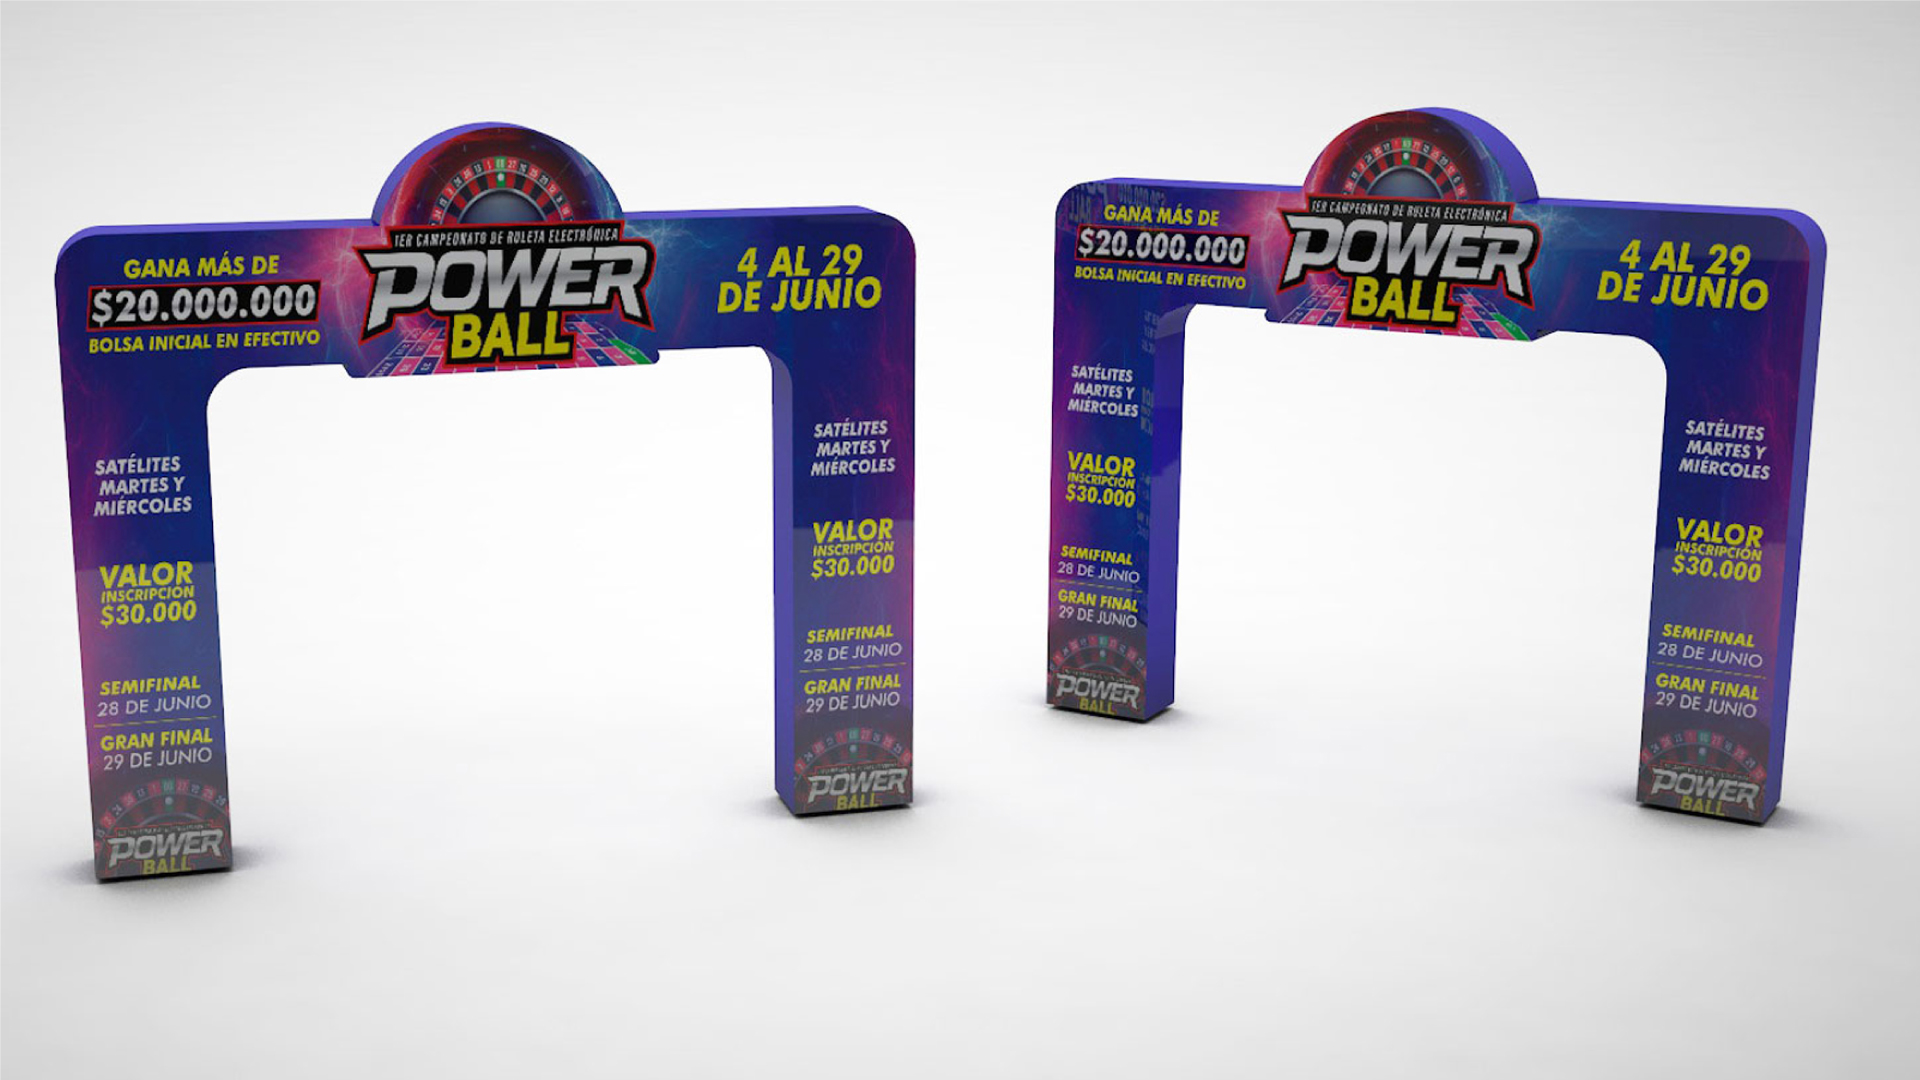 1ER CAMPEONATO DE RULETA ELECTRÓNICA
POWER
BALL
GANA MÁS DE
$20.000.000
BOLSA INICIAL EN EFECTIVO
4 AL 29
DE JUNIO
SATÉLITES
MARTES Y
MIÉRCOLES
VALOR
INSCRIPCIÓN
$30.000
SEMIFINAL
28 DE JUNIO
GRAN FINAL
29 DE JUNIO
POWER
BALL
SATÉLITES
MARTES Y
MIÉRCOLES
VALOR
INSCRIPCIÓN
$30.000
SEMIFINAL
28 DE JUNIO
GRAN FINAL
29 DE JUNIO
POWER
BALL
1ER CAMPEONATO DE RULETA ELECTRÓNICA
POWER
BALL
GANA MÁS DE
$20.000.000
BOLSA INICIAL EN EFECTIVO
4 AL 29
DE JUNIO
SATÉLITES
MARTES Y
MIÉRCOLES
VALOR
INSCRIPCIÓN
$30.000
SEMIFINAL
28 DE JUNIO
GRAN FINAL
29 DE JUNIO
POWER
BALL
SATÉLITES
MARTES Y
MIÉRCOLES
VALOR
INSCRIPCIÓN
$30.000
SEMIFINAL
28 DE JUNIO
GRAN FINAL
29 DE JUNIO
POWER
BALL